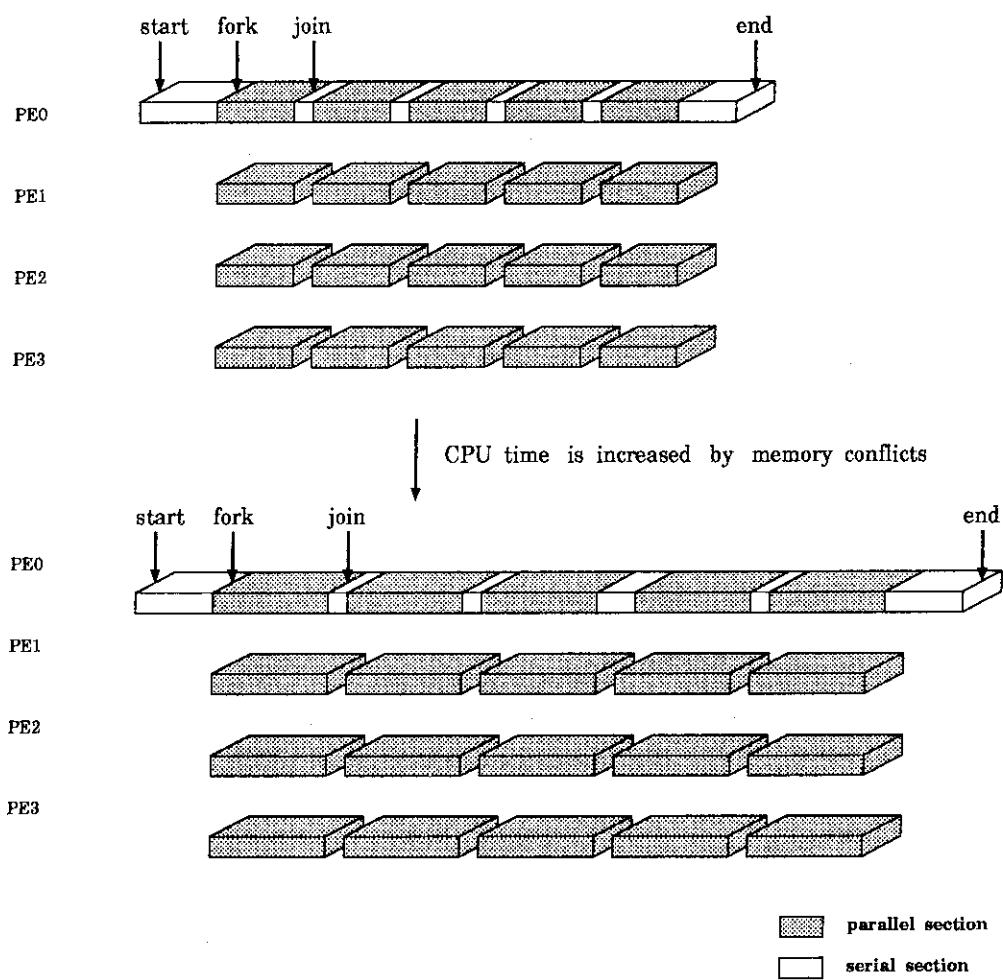 start fork join end
PE0
PE1
PE2
PE3
CPU time is increased by memory conflicts
start fork join end
PE0
PE1
PE2
PE3
parallel section
serial section